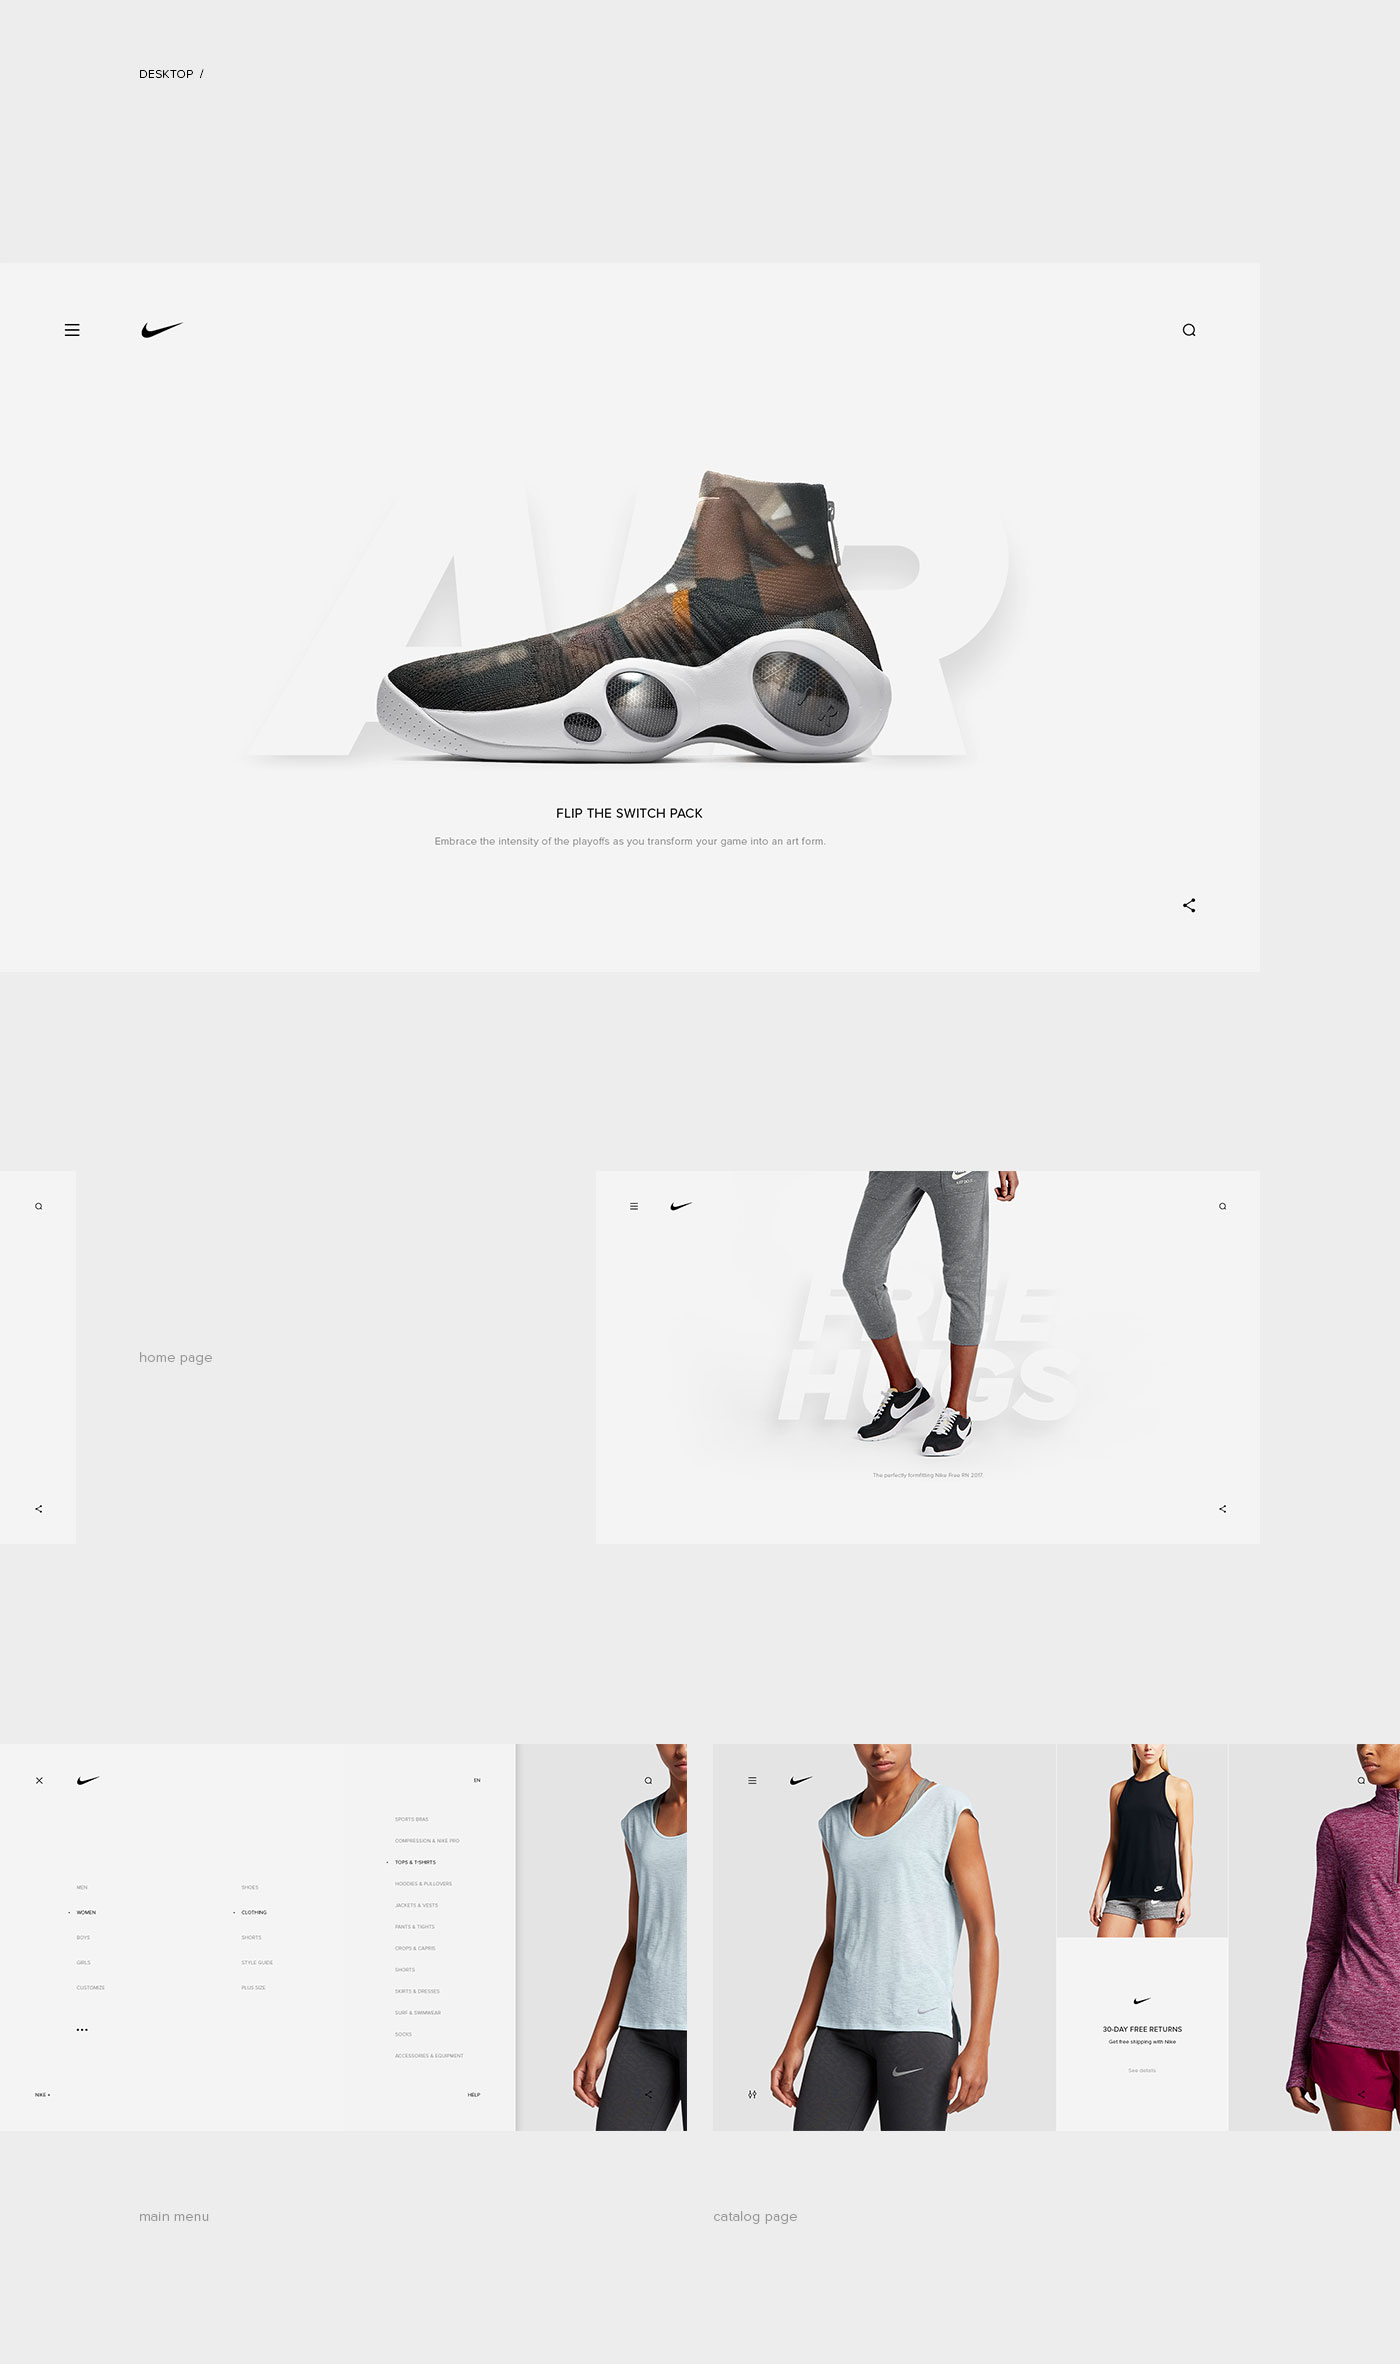 DESKTOP /
AIR
FLIP THE SWITCH PACK
Embrace the intensity of the playoffs as you transform your game into an art form.
home page
FREE
HUGS
The perfectly formfitting Nike Free RN 2017.
EN
MEN
WOMEN
BOYS
GIRLS
CUSTOMIZE
SHOES
CLOTHING
SHORTS
STYLE GUIDE
PLUS SIZE
SPORTS BRAS
COMPRESSION & NIKE PRO
TOPS & T-SHIRTS
HOODIES & PULLOVERS
JACKETS & VESTS
PANTS & TIGHTS
CROPS & CAPRIS
SHORTS
SKIRTS & DRESSES
SURF & SWIMWEAR
SOCKS
ACCESSORIES & EQUIPMENT
NIKE +
HELP
30-DAY FREE RETURNS
Get free shipping with Nike
See details
main menu
catalog page